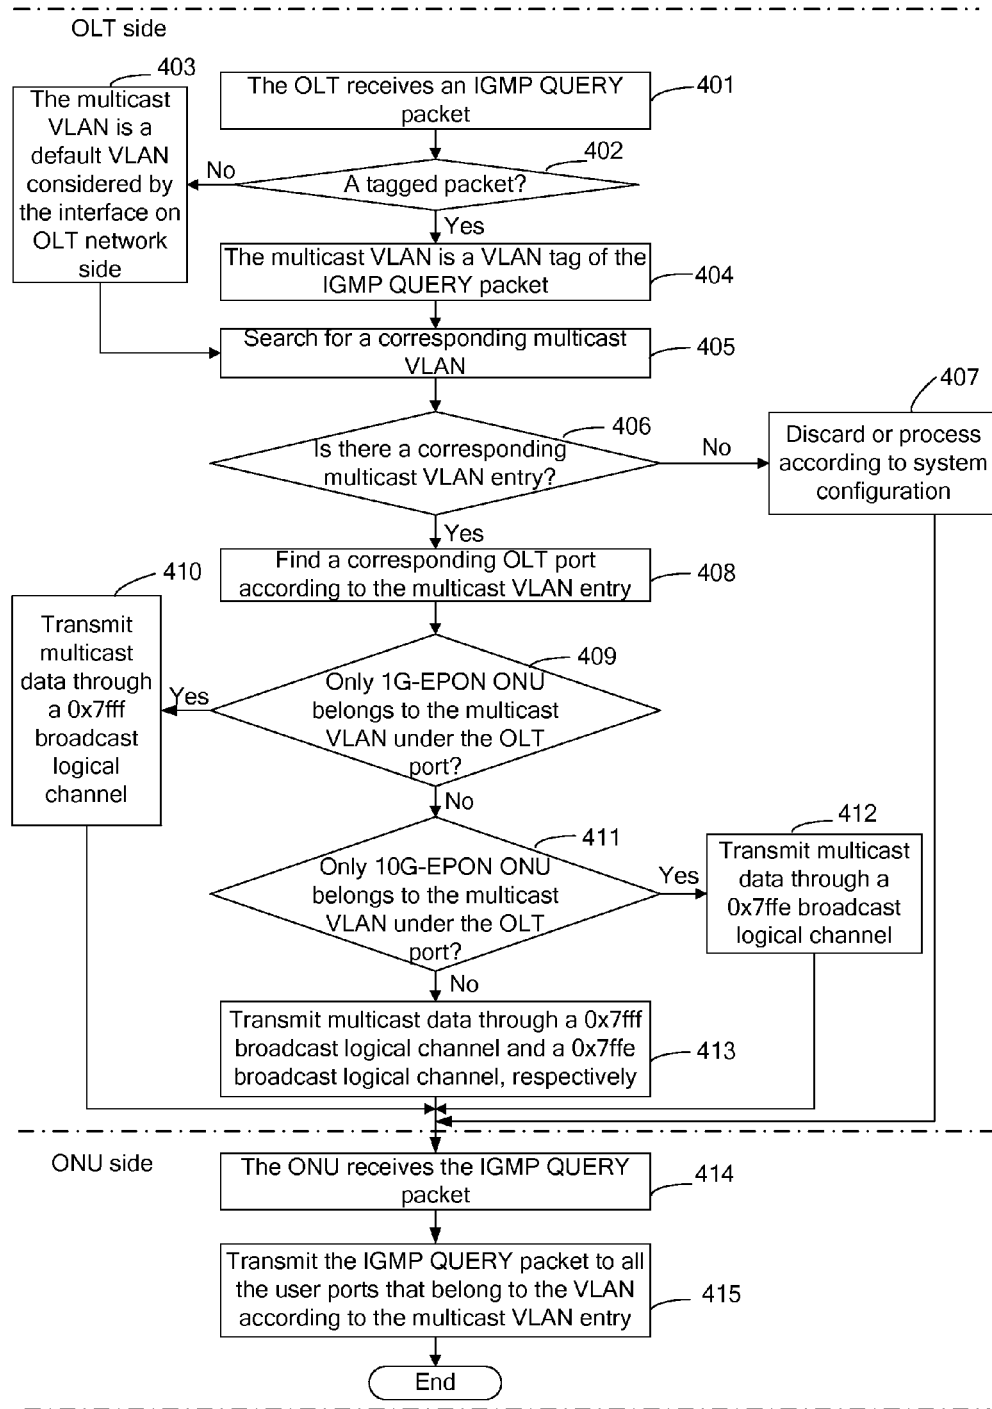 OLT side
403
The multicast
VLAN is a
default VLAN
considered by
the interface on
OLT network
side
The OLT receives an IGMP QUERY
packet
401
402
A tagged packet?
No
Yes
The multicast VLAN is a VLAN tag of the
IGMP QUERY packet
404
Search for a corresponding multicast
VLAN
405
406
Is there a corresponding
multicast VLAN entry?
No
407
Discard or process
according to system
configuration
Yes
Find a corresponding OLT port
according to the multicast VLAN entry
408
410
Transmit
multicast
data through
a 0x7fff
broadcast
logical
channel
409
Only 1G-EPON ONU
belongs to the multicast
VLAN under the OLT
port?
Yes
No
411
Only 10G-EPON ONU
belongs to the multicast
VLAN under the OLT
port?
Yes
412
Transmit multicast
data through a
0x7ffe broadcast
logical channel
No
Transmit multicast data through a 0x7fff
broadcast logical channel and a 0x7ffe
broadcast logical channel, respectively
413
ONU side
The ONU receives the IGMP QUERY
packet
414
Transmit the IGMP QUERY packet to all
the user ports that belong to the VLAN
according to the multicast VLAN entry
415
End